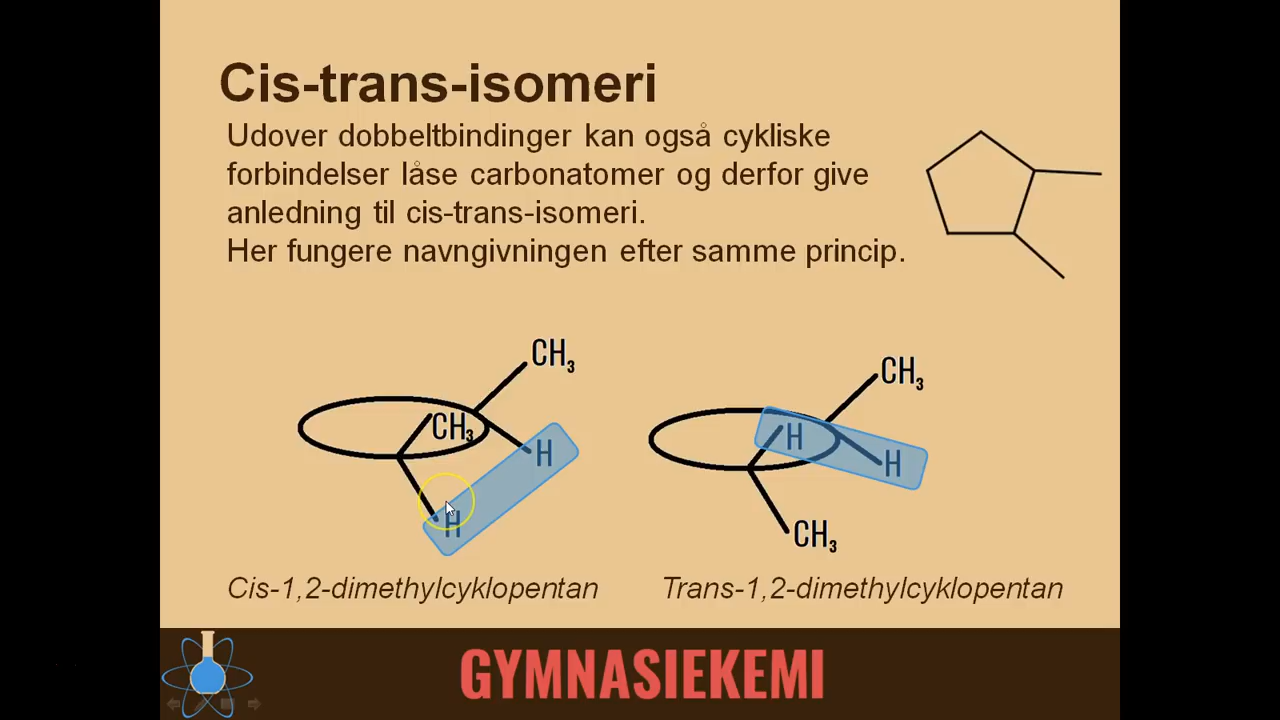 Cis-trans-isomeri
Udover dobbeltbindinger kan også cykliske
forbindelser låse carbonatomer og derfor give
anledning til cis-trans-isomeri.
Her fungere navngivningen efter samme princip.
CH₃
CH₃
H
H
CH₃
H
H
CH₃
Cis-1,2-dimethylcyklopentan
Trans-1,2-dimethylcyklopentan
GYMNASIEKEMI